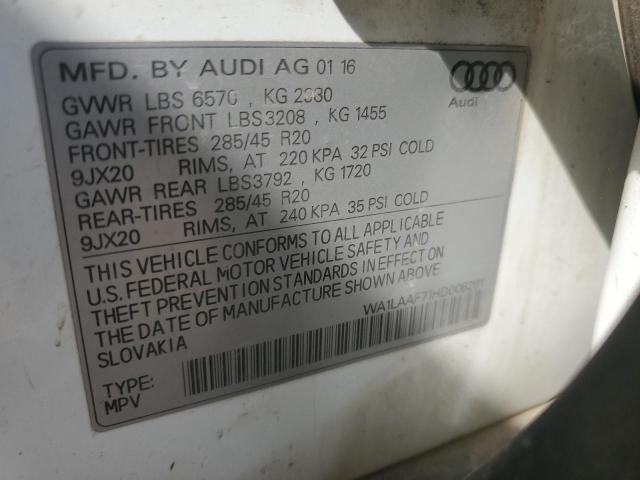 MFD. BY AUDI AG 01 16
GVWR LBS 6570 , KG 2980
GAWR FRONT LBS3208 , KG 1455
FRONT-TIRES 285/45 R20
9JX20 RIMS, AT 220 KPA 32 PSI COLD
GAWR REAR LBS3792 , KG 1720
REAR-TIRES 285/45 R20
9JX20 RIMS, AT 240 KPA 35 PSI COLD
THIS VEHICLE CONFORMS TO ALL APPLICABLE
U.S. FEDERAL MOTOR VEHICLE SAFETY AND
THEFT PREVENTION STANDARDS IN EFFECT ON
THE DATE OF MANUFACTURE SHOWN ABOVE
SLOVAKIA
TYPE:
MPV
Audi